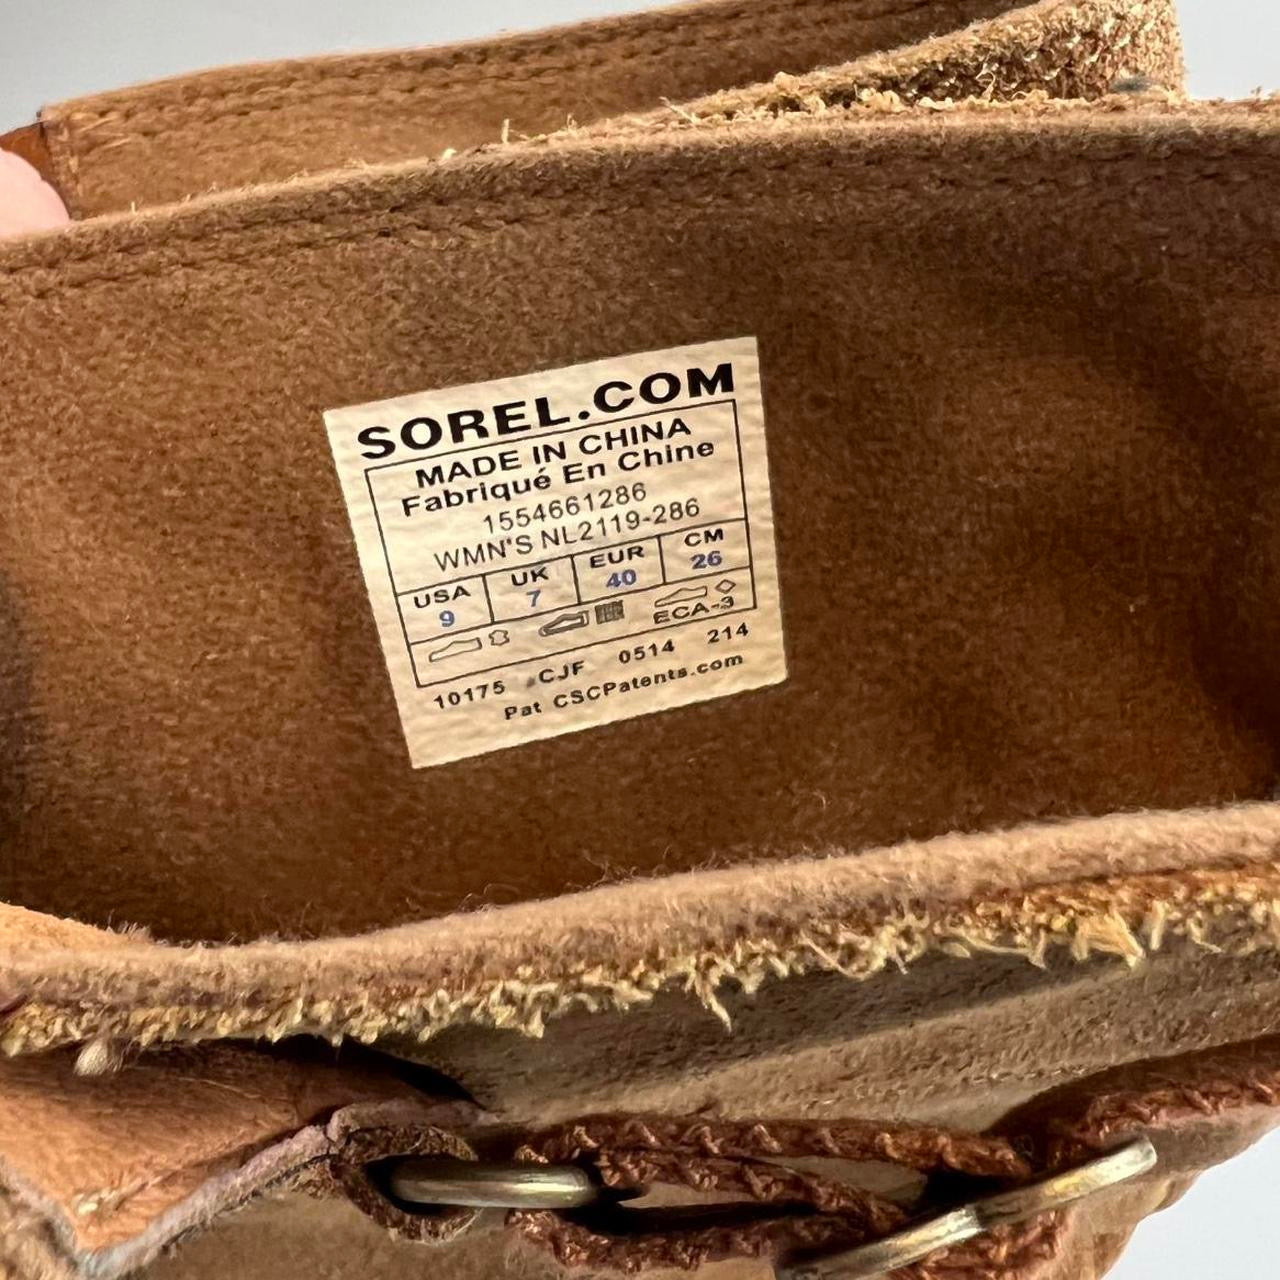 SOREL.COM
MADE IN CHINA
Fabriqué En Chine
1554661286
WMN'S NL2119-286
USA UK EUR CM
9 7 40 26
ECA-3
10175 CJF 0514 214
Pat CSCPatents.com